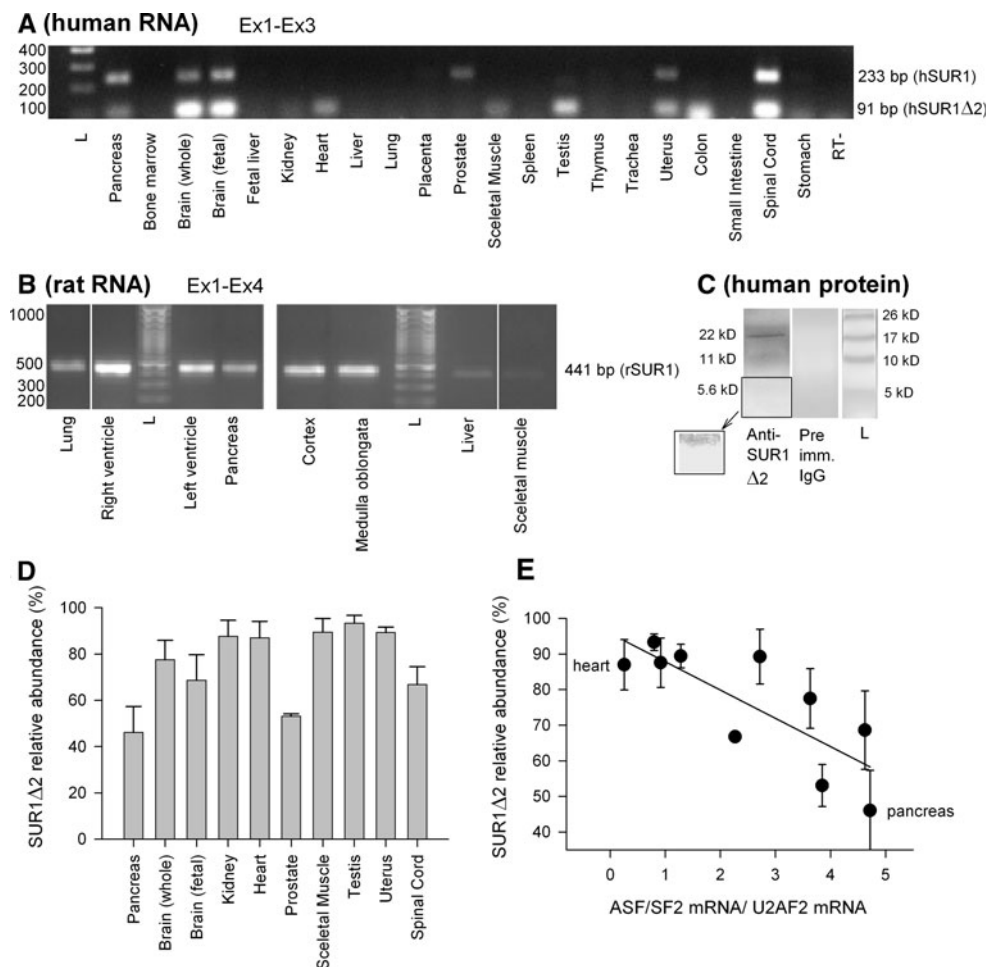 A (human RNA) Ex1-Ex3
400
300
200
100
233 bp (hSUR1)
91 bp (hSUR1Δ2)
L
Pancreas
Bone marrow
Brain (whole)
Brain (fetal)
Fetal liver
Kidney
Heart
Liver
Lung
Placenta
Prostate
Sceletal Muscle
Spleen
Testis
Thymus
Trachea
Uterus
Colon
Small Intestine
Spinal Cord
Stomach
RT-
B (rat RNA) Ex1-Ex4
1000
500
300
200
441 bp (rSUR1)
Lung
Right ventricle
L
Left ventricle
Pancreas
Cortex
Medulla oblongata
L
Liver
Sceletal muscle
C (human protein)
22 kD
11 kD
5.6 kD
26 kD
17 kD
10 kD
5 kD
Anti-
SUR1
Δ2
Pre
imm.
IgG
L
D
SUR1Δ2 relative abundance (%)
100
80
60
40
20
0
Pancreas
Brain (whole)
Brain (fetal)
Kidney
Heart
Prostate
Sceletal Muscle
Testis
Uterus
Spinal Cord
E
SUR1Δ2 relative abundance (%)
100
90
80
70
60
50
40
heart
pancreas
0 1 2 3 4 5
ASF/SF2 mRNA/ U2AF2 mRNA